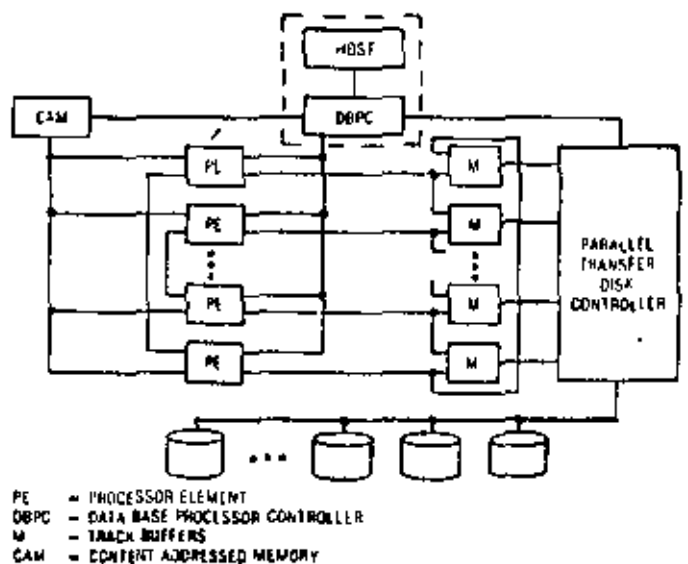 HOST
CAM
DBPC
PE
M
PE
M
PE
M
PE
M
PARALLEL
TRANSFER
DISK
CONTROLLER
PE = PROCESSOR ELEMENT
DBPC = DATA BASE PROCESSOR CONTROLLER
M = TRACK BUFFERS
CAM = CONTENT ADDRESSED MEMORY